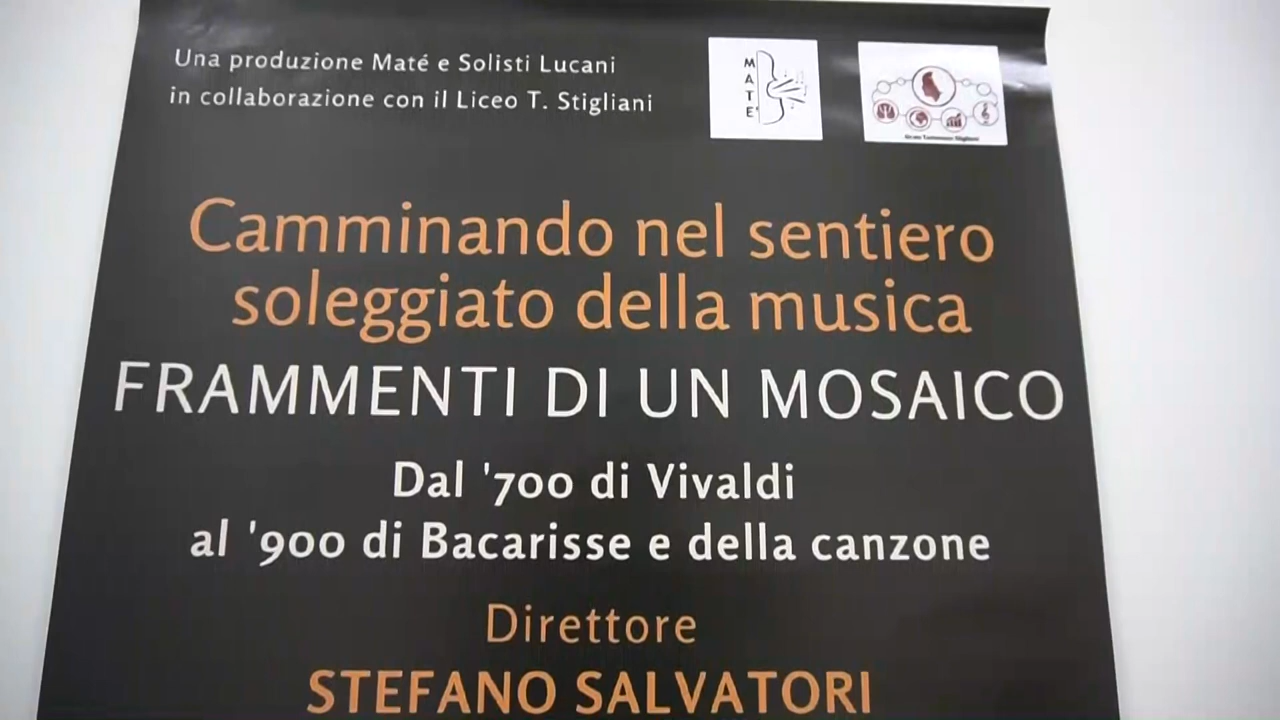 Una produzione Maté e Solisti Lucani
in collaborazione con il Liceo T. Stigliani
MATE'
Camminando nel sentiero
soleggiato della musica
FRAMMENTI DI UN MOSAICO
Dal '700 di Vivaldi
al '900 di Bacarisse e della canzone
Direttore
STEFANO SALVATORI